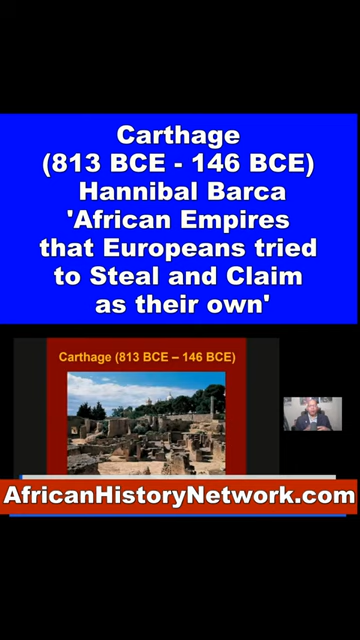 Carthage
(813 BCE - 146 BCE)
Hannibal Barca
'African Empires
that Europeans tried
to Steal and Claim
as their own'
Carthage (813 BCE – 146 BCE)
AfricanHistoryNetwork.com